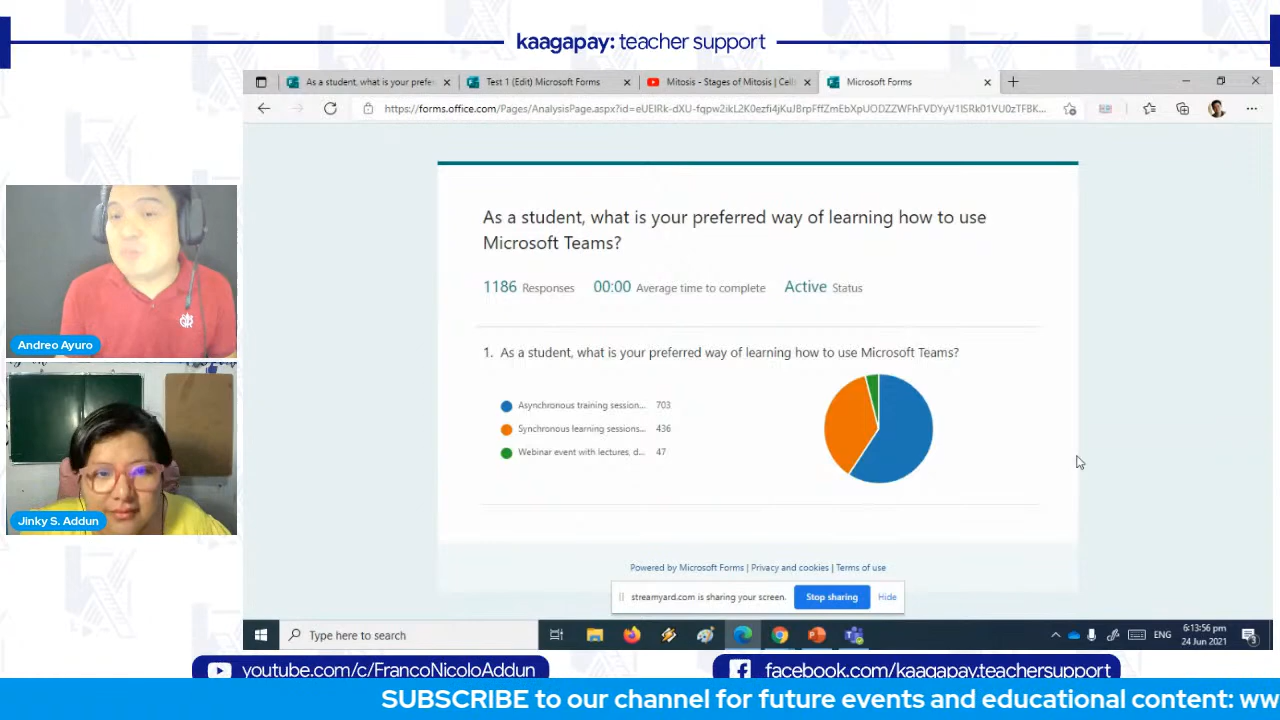 kaagapay: teacher support
As a student, what is your prefe
Test 1 (Edit) Microsoft Forms
Mitosis - Stages of Mitosis | Cell
Microsoft Forms
As a student, what is your preferred way of learning how to use
Microsoft Teams?
1186 Responses 00:00 Average time to complete Active Status
1. As a student, what is your preferred way of learning how to use Microsoft Teams?
Asynchronous training session... 703
Synchronous learning sessions... 436
Webinar event with lectures, d... 47
Powered by Microsoft Forms | Privacy and cookies | Terms of use
streamyard.com is sharing your screen. Stop sharing Hide
Andreo Ayuro
Jinky S. Addun
Type here to search
ENG
6:13:56 pm
24 Jun 2021
3
youtube.com/c/FrancoNicoloAddun
facebook.com/kaagapay.teachersupport
SUBSCRIBE to our channel for future events and educational content: ww